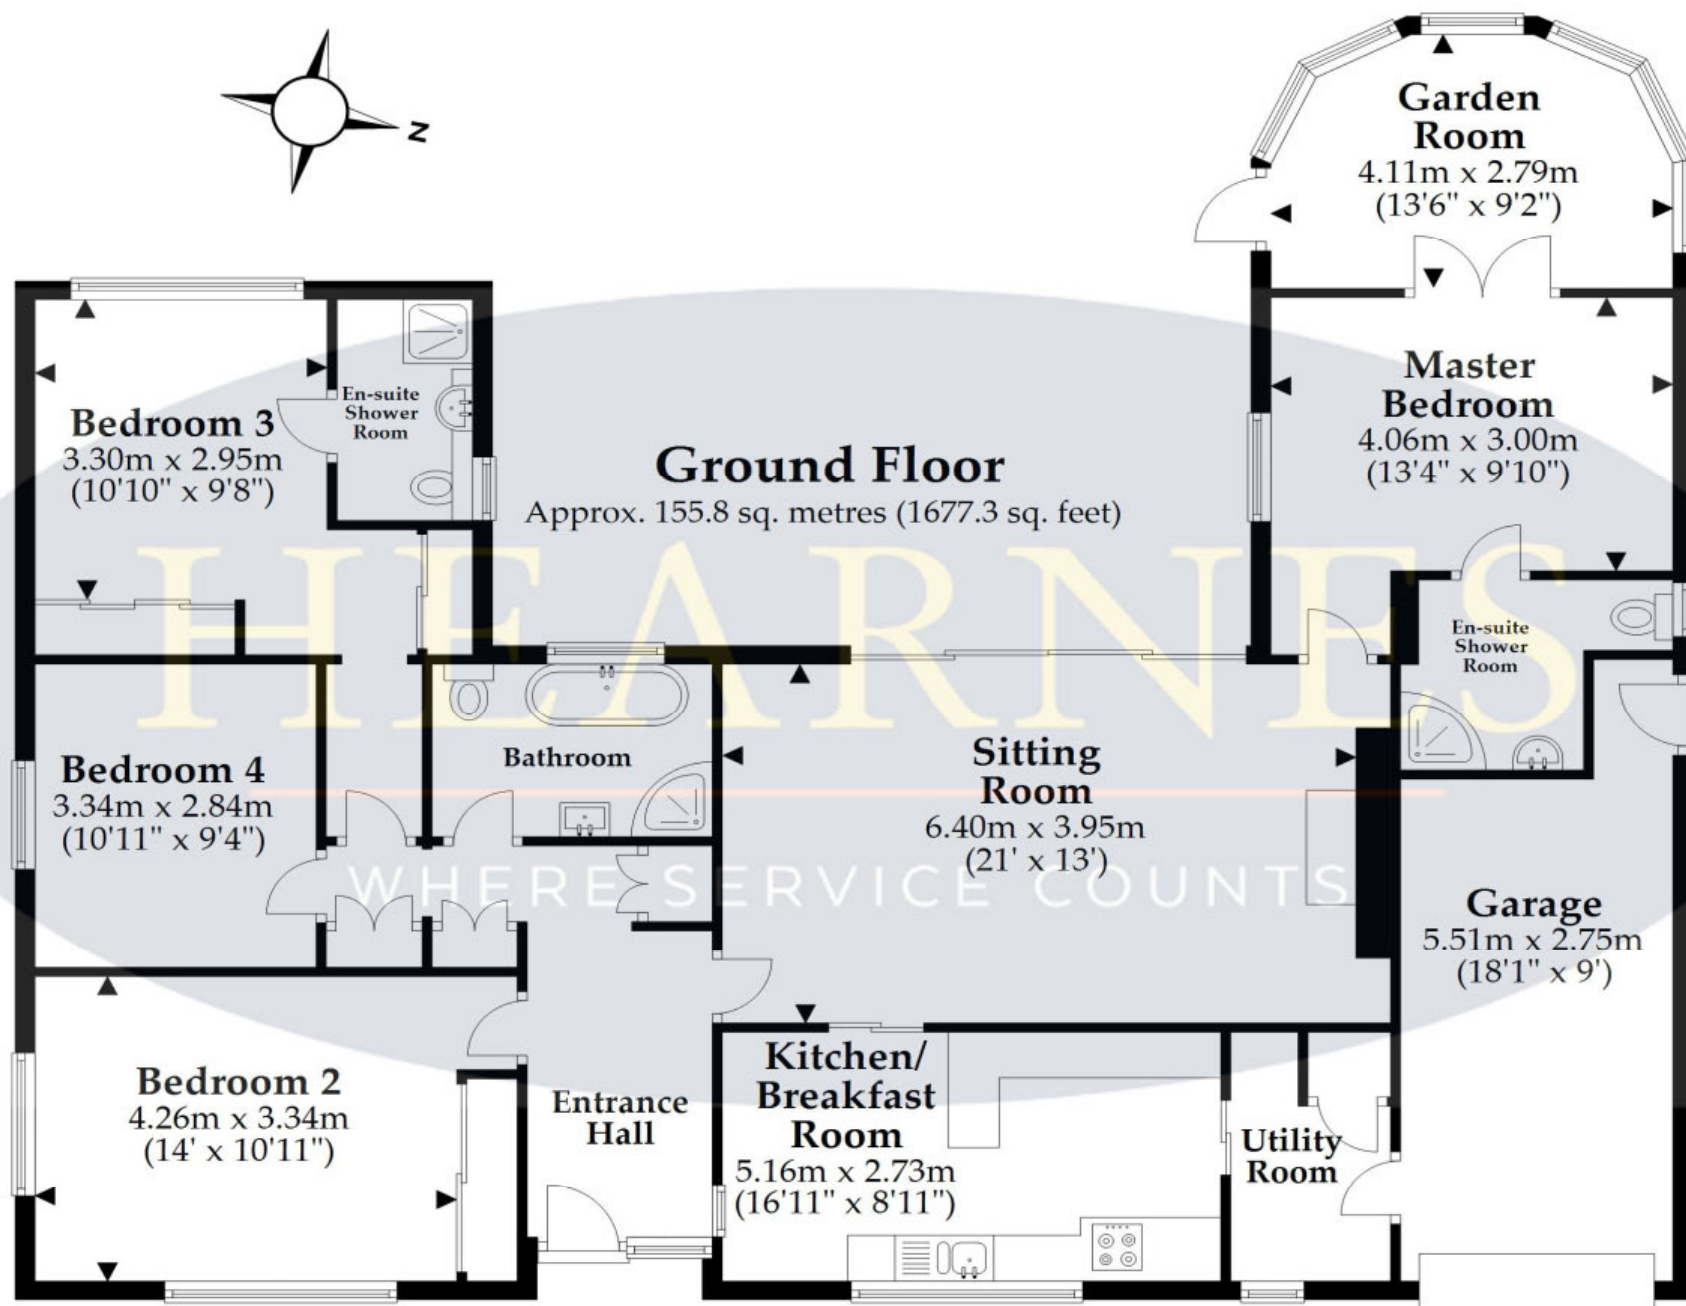 N
Garden
Room
4.11m x 2.79m
(13'6" x 9'2")
Master
Bedroom
4.06m x 3.00m
(13'4" x 9'10")
En-suite
Shower
Room
Bedroom 3
3.30m x 2.95m
(10'10" x 9'8")
Ground Floor
Approx. 155.8 sq. metres (1677.3 sq. feet)
HEARNES
WHERE SERVICE COUNTS
En-suite
Shower
Room
Bedroom 4
3.34m x 2.84m
(10'11" x 9'4")
Bathroom
Sitting
Room
6.40m x 3.95m
(21' x 13')
Garage
5.51m x 2.75m
(18'1" x 9')
Bedroom 2
4.26m x 3.34m
(14' x 10'11")
Entrance
Hall
Kitchen/
Breakfast
Room
5.16m x 2.73m
(16'11" x 8'11")
Utility
Room